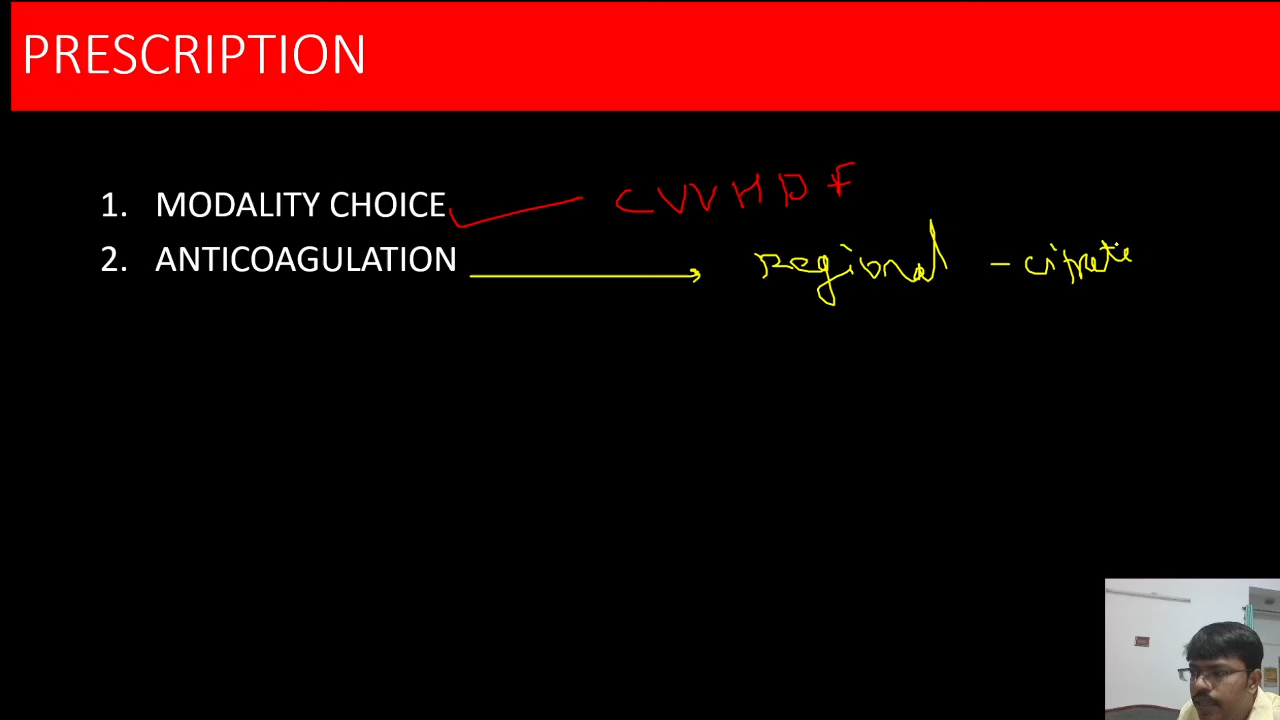 PRESCRIPTION
1. MODALITY CHOICE CVVHDF
2. ANTICOAGULATION regional - citrate